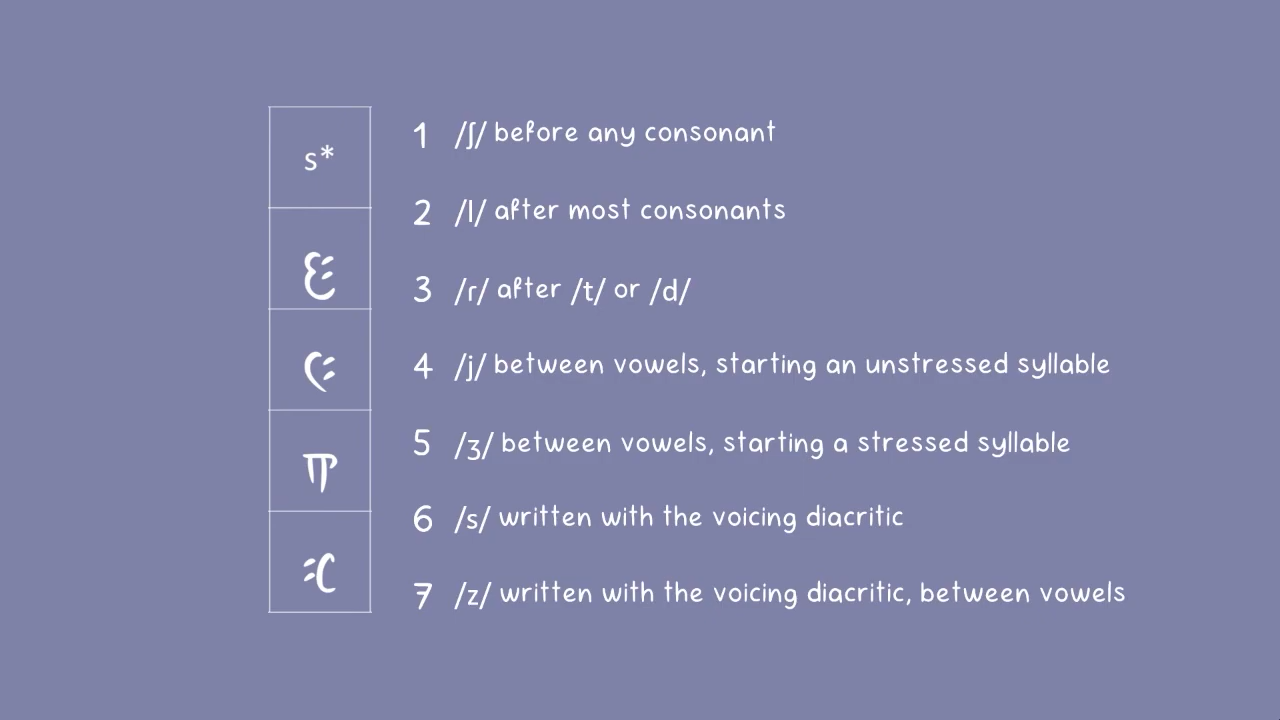 s*
1 /ʃ/ before any consonant
2 /l/ after most consonants
3 /ɾ/ after /t/ or /d/
4 /j/ between vowels, starting an unstressed syllable
5 /ʒ/ between vowels, starting a stressed syllable
6 /s/ written with the voicing diacritic
7 /z/ written with the voicing diacritic, between vowels